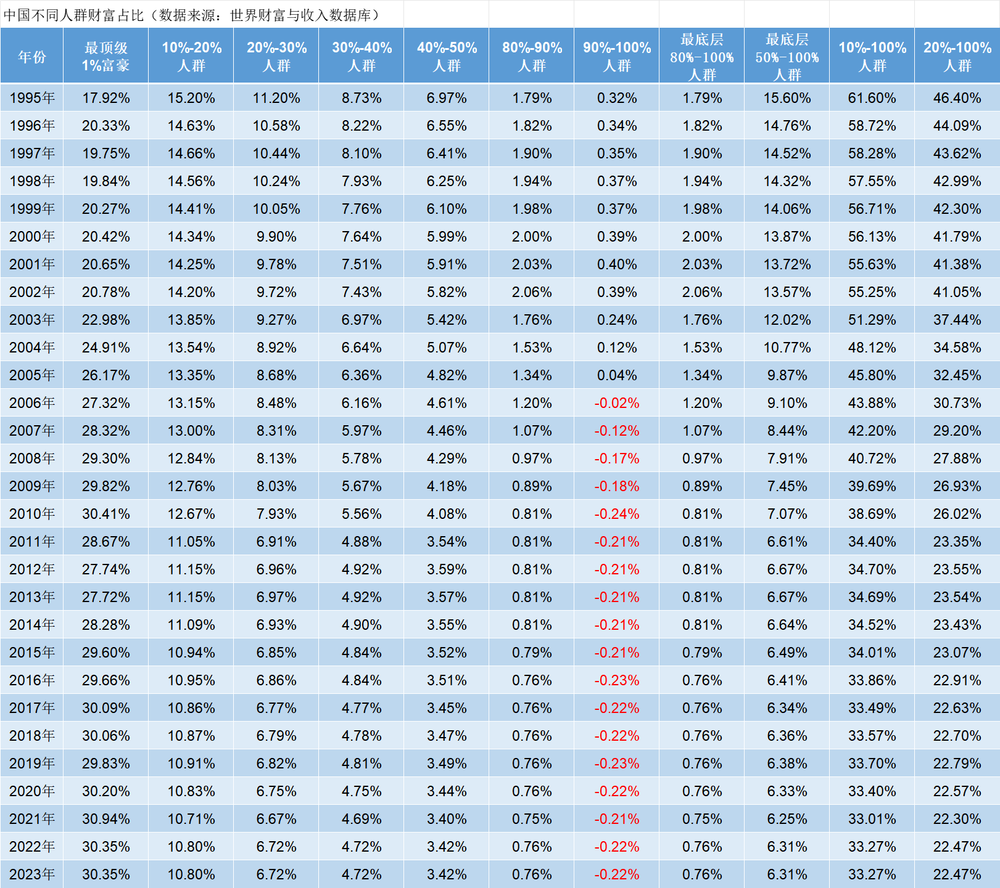 中国不同人群财富占比（数据来源：世界财富与收入数据库）
年份 最顶级1%富豪 10%-20%人群 20%-30%人群 30%-40%人群 40%-50%人群 80%-90%人群 90%-100%人群 最底层80%-100%人群 最底层50%-100%人群 10%-100%人群 20%-100%人群
1995年 17.92% 15.20% 11.20% 8.73% 6.97% 1.79% 0.32% 1.79% 15.60% 61.60% 46.40%
1996年 20.33% 14.63% 10.58% 8.22% 6.55% 1.82% 0.34% 1.82% 14.76% 58.72% 44.09%
1997年 19.75% 14.66% 10.44% 8.10% 6.41% 1.90% 0.35% 1.90% 14.52% 58.28% 43.62%
1998年 19.84% 14.56% 10.24% 7.93% 6.25% 1.94% 0.37% 1.94% 14.32% 57.55% 42.99%
1999年 20.27% 14.41% 10.05% 7.76% 6.10% 1.98% 0.37% 1.98% 14.06% 56.71% 42.30%
2000年 20.42% 14.34% 9.90% 7.64% 5.99% 2.00% 0.39% 2.00% 13.87% 56.13% 41.79%
2001年 20.65% 14.25% 9.78% 7.51% 5.91% 2.03% 0.40% 2.03% 13.72% 55.63% 41.38%
2002年 20.78% 14.20% 9.72% 7.43% 5.82% 2.06% 0.39% 2.06% 13.57% 55.25% 41.05%
2003年 22.98% 13.85% 9.27% 6.97% 5.42% 1.76% 0.24% 1.76% 12.02% 51.29% 37.44%
2004年 24.91% 13.54% 8.92% 6.64% 5.07% 1.53% 0.12% 1.53% 10.77% 48.12% 34.58%
2005年 26.17% 13.35% 8.68% 6.36% 4.82% 1.34% 0.04% 1.34% 9.87% 45.80% 32.45%
2006年 27.32% 13.15% 8.48% 6.16% 4.61% 1.20% -0.02% 1.20% 9.10% 43.88% 30.73%
2007年 28.32% 13.00% 8.31% 5.97% 4.46% 1.07% -0.12% 1.07% 8.44% 42.20% 29.20%
2008年 29.30% 12.84% 8.13% 5.78% 4.29% 0.97% -0.17% 0.97% 7.91% 40.72% 27.88%
2009年 29.82% 12.76% 8.03% 5.67% 4.18% 0.89% -0.18% 0.89% 7.45% 39.69% 26.93%
2010年 30.41% 12.67% 7.93% 5.56% 4.08% 0.81% -0.24% 0.81% 7.07% 38.69% 26.02%
2011年 28.67% 11.05% 6.91% 4.88% 3.54% 0.81% -0.21% 0.81% 6.61% 34.40% 23.35%
2012年 27.74% 11.15% 6.96% 4.92% 3.59% 0.81% -0.21% 0.81% 6.67% 34.70% 23.55%
2013年 27.72% 11.15% 6.97% 4.92% 3.57% 0.81% -0.21% 0.81% 6.67% 34.69% 23.54%
2014年 28.28% 11.09% 6.93% 4.90% 3.55% 0.81% -0.21% 0.81% 6.64% 34.52% 23.43%
2015年 29.60% 10.94% 6.85% 4.84% 3.52% 0.79% -0.21% 0.79% 6.49% 34.01% 23.07%
2016年 29.66% 10.95% 6.86% 4.84% 3.51% 0.76% -0.23% 0.76% 6.41% 33.86% 22.91%
2017年 30.09% 10.86% 6.77% 4.77% 3.45% 0.76% -0.22% 0.76% 6.34% 33.49% 22.63%
2018年 30.06% 10.87% 6.79% 4.78% 3.47% 0.76% -0.22% 0.76% 6.36% 33.57% 22.70%
2019年 29.83% 10.91% 6.82% 4.81% 3.49% 0.76% -0.23% 0.76% 6.38% 33.70% 22.79%
2020年 30.20% 10.83% 6.75% 4.75% 3.44% 0.76% -0.22% 0.76% 6.33% 33.40% 22.57%
2021年 30.94% 10.71% 6.67% 4.69% 3.40% 0.75% -0.21% 0.75% 6.25% 33.01% 22.30%
2022年 30.35% 10.80% 6.72% 4.72% 3.42% 0.76% -0.22% 0.76% 6.31% 33.27% 22.47%
2023年 30.35% 10.80% 6.72% 4.72% 3.42% 0.76% -0.22% 0.76% 6.31% 33.27% 22.47%